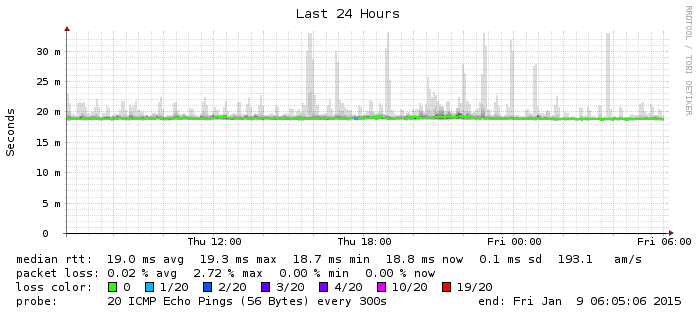 Last 24 Hours
RRDTOOL / TOBI OETIKER
Seconds
30 m
25 m
20 m
15 m
10 m
5 m
0
Thu 12:00 Thu 18:00 Fri 00:00 Fri 06:00
median rtt: 19.0 ms avg 19.3 ms max 18.7 ms min 18.8 ms now 0.1 ms sd 193.1 am/s
packet loss: 0.02 % avg 2.72 % max 0.00 % min 0.00 % now
loss color: 0 1/20 2/20 3/20 4/20 10/20 19/20
probe: 20 ICMP Echo Pings (56 Bytes) every 300s end: Fri Jan 9 06:05:06 2015